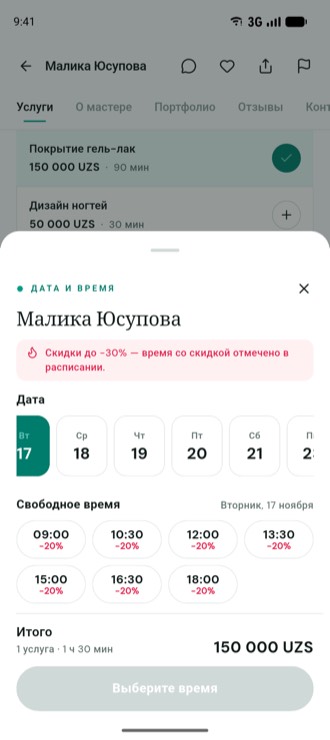 9:41
3G
Малика Юсупова
Услуги О мастере Портфолио Отзывы Конт
Покрытие гель-лак
150 000 UZS · 90 мин
Дизайн ногтей
50 000 UZS · 30 мин
ДАТА И ВРЕМЯ
Малика Юсупова
Скидки до −30% — время со скидкой отмечено в
расписании.
Дата
Вт Ср Чт Пт Сб
17 18 19 20 21
Свободное время Вторник, 17 ноября
09:00 10:30 12:00 13:30
-20% -20% -20% -20%
15:00 16:30 18:00
-20% -20% -20%
Итого
1 услуга · 1 ч 30 мин 150 000 UZS
Выберите время